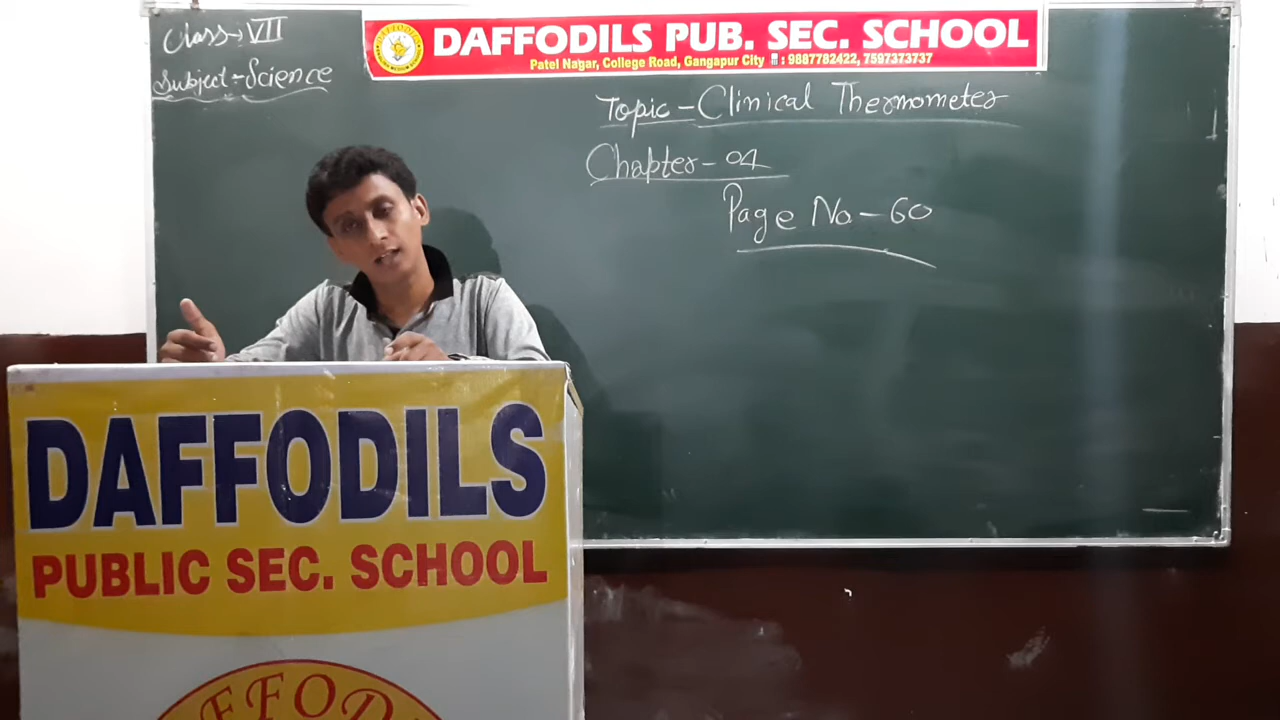 Class:- VII
Subject:- Science
DAFFODILS PUB. SEC. SCHOOL
Patel Nagar, College Road, Gangapur City : 9887782422, 7597373737
Topic - Clinical Thermometer
Chapter - 04
Page No - 60
DAFFODILS
PUBLIC SEC. SCHOOL